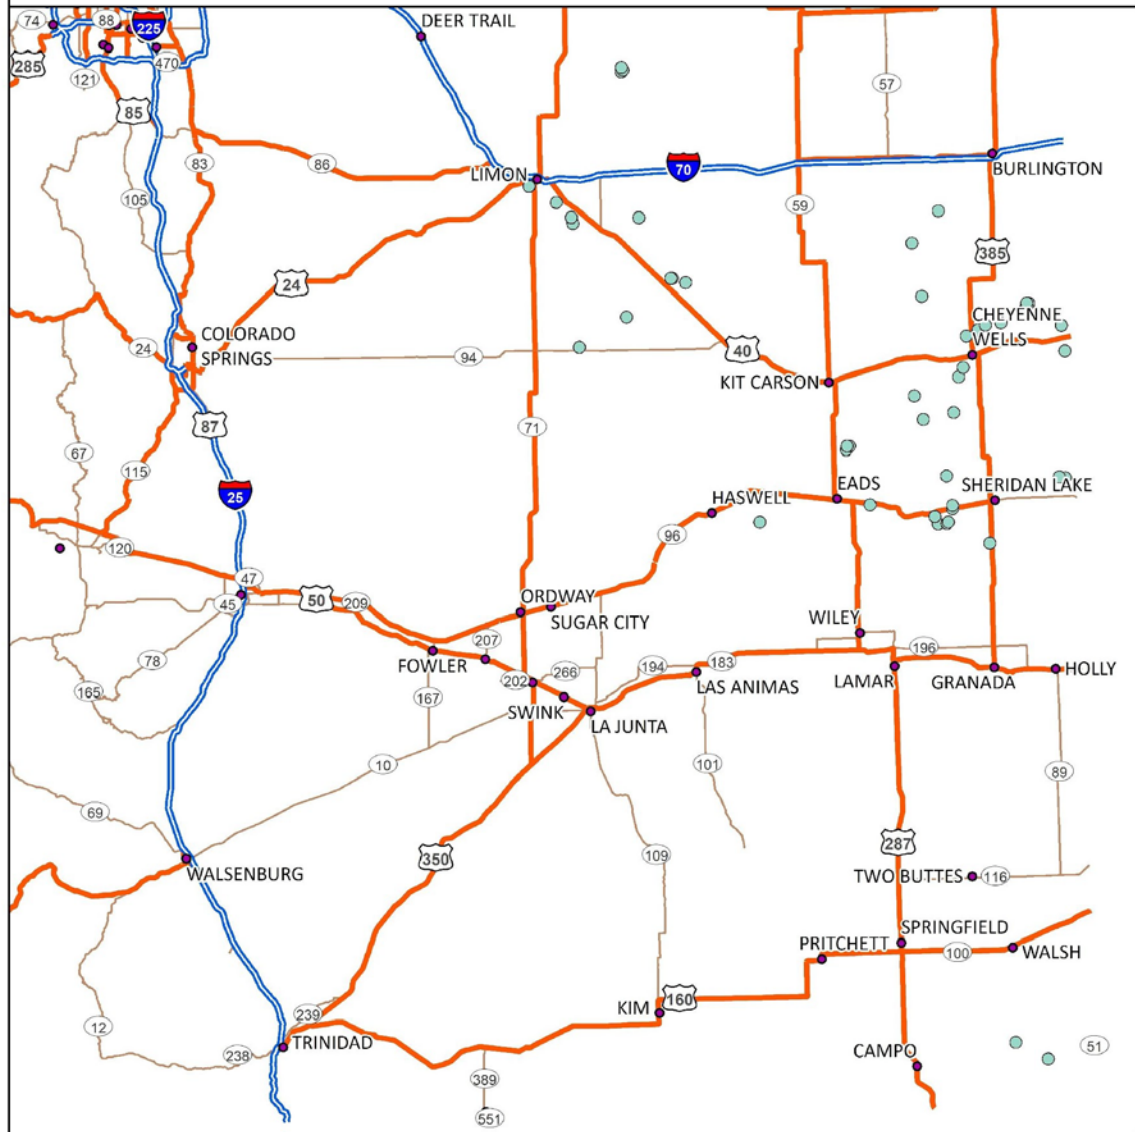 74
88
225
DEER TRAIL
285
470
121
57
85
86
83
LIMON
70
BURLINGTON
105
59
385
24
CHEYENNE
WELLS
COLORADO
SPRINGS
24
94
40
KIT CARSON
87
71
67
115
25
EADS
SHERIDAN LAKE
HASWELL
96
120
47
45
50
209
ORDWAY
SUGAR CITY
WILEY
207
196
78
FOWLER
266
194
183
165
167
202
LAS ANIMAS
LAMAR
GRANADA
HOLLY
SWINK
LA JUNTA
10
101
89
69
350
109
287
WALSENBURG
TWO BUTTES
116
SPRINGFIELD
PRITCHETT
100
WALSH
160
KIM
239
12
TRINIDAD
238
CAMPO
51
389
551